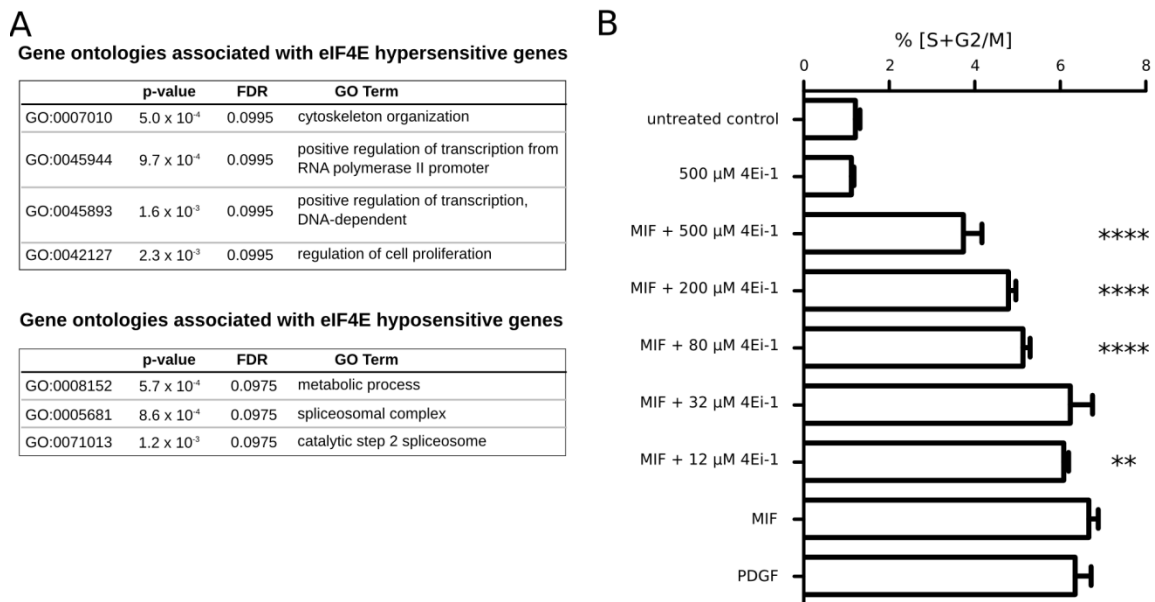 A
Gene ontologies associated with eIF4E hypersensitive genes
p-value FDR GO Term
GO:0007010 5.0 x 10⁻⁴ 0.0995 cytoskeleton organization
GO:0045944 9.7 x 10⁻⁴ 0.0995 positive regulation of transcription from
RNA polymerase II promoter
GO:0045893 1.6 x 10⁻³ 0.0995 positive regulation of transcription,
DNA-dependent
GO:0042127 2.3 x 10⁻³ 0.0995 regulation of cell proliferation
Gene ontologies associated with eIF4E hyposensitive genes
p-value FDR GO Term
GO:0008152 5.7 x 10⁻⁴ 0.0975 metabolic process
GO:0005681 8.6 x 10⁻⁴ 0.0975 spliceosomal complex
GO:0071013 1.2 x 10⁻³ 0.0975 catalytic step 2 spliceosome
B
% [S+G2/M]
0 2 4 6 8
untreated control
500 µM 4Ei-1
MIF + 500 µM 4Ei-1 ****
MIF + 200 µM 4Ei-1 ****
MIF + 80 µM 4Ei-1 ****
MIF + 32 µM 4Ei-1
MIF + 12 µM 4Ei-1 **
MIF
PDGF